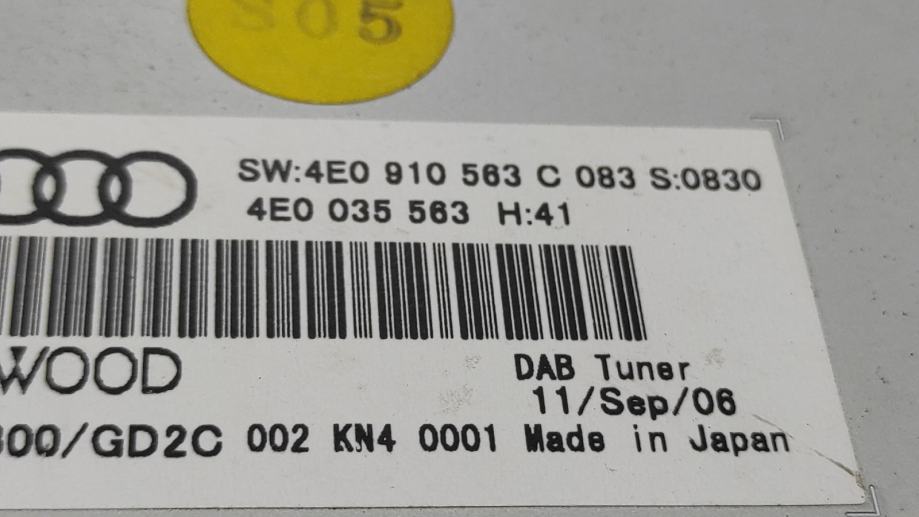 S05
SW:4E0 910 563 C 083 S:0830
4E0 035 563 H:41
WOOD
DAB Tuner
11/Sep/06
00/GD2C 002 KN4 0001 Made in Japan